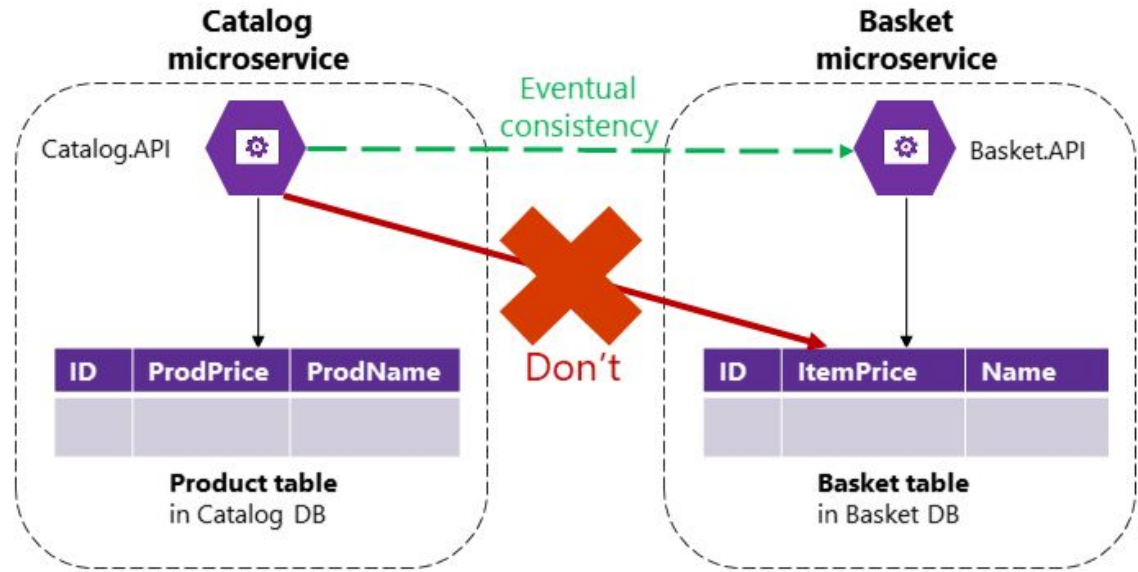 Catalog
microservice
Basket
microservice
Eventual
consistency
Catalog.API
Basket.API
Don't
ID ProdPrice ProdName
ID ItemPrice Name
Product table
in Catalog DB
Basket table
in Basket DB